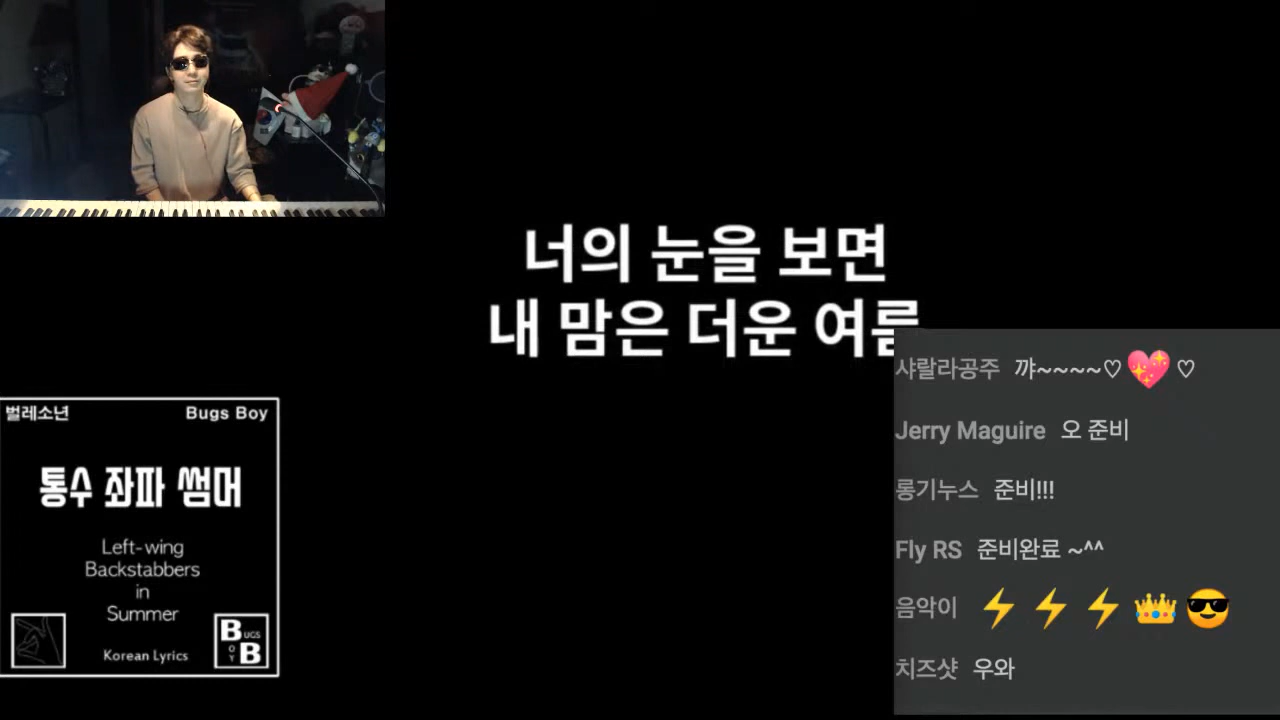 너의 눈을 보면
내 맘은 더운 여름
샤랄라공주 꺄~~~~♡ 💖 ♡
Jerry Maguire 오 준비
롱기누스 준비!!!
Fly RS 준비완료 ~^^
음악이 ⚡ ⚡ ⚡ 👑 😎
치즈샷 우와
벌레소년 Bugs Boy
통수 좌파 썸머
Left-wing
Backstabbers
in
Summer
Korean Lyrics
BUGS
BOY